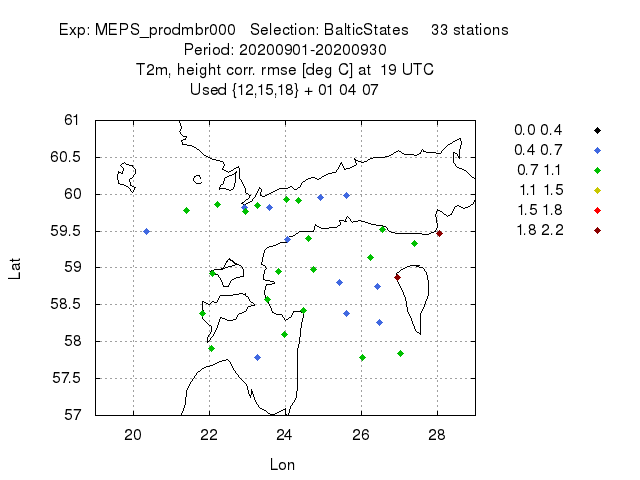 Exp: MEPS_prodmbr000 Selection: BalticStates 33 stations
Period: 20200901-20200930
T2m, height corr. rmse [deg C] at 19 UTC
Used {12,15,18} + 01 04 07
61
60.5
60
59.5
59
58.5
58
57.5
57
Lat
20 22 24 26 28
Lon
0.0 0.4
0.4 0.7
0.7 1.1
1.1 1.5
1.5 1.8
1.8 2.2